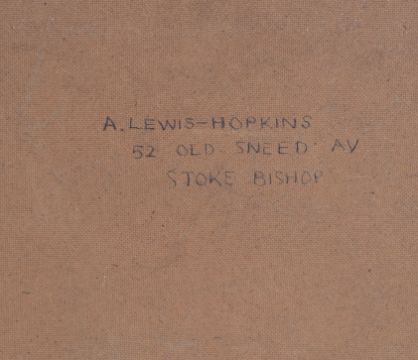 A. LEWIS-HOPKINS
52 OLD SNEED AV
STOKE BISHOP